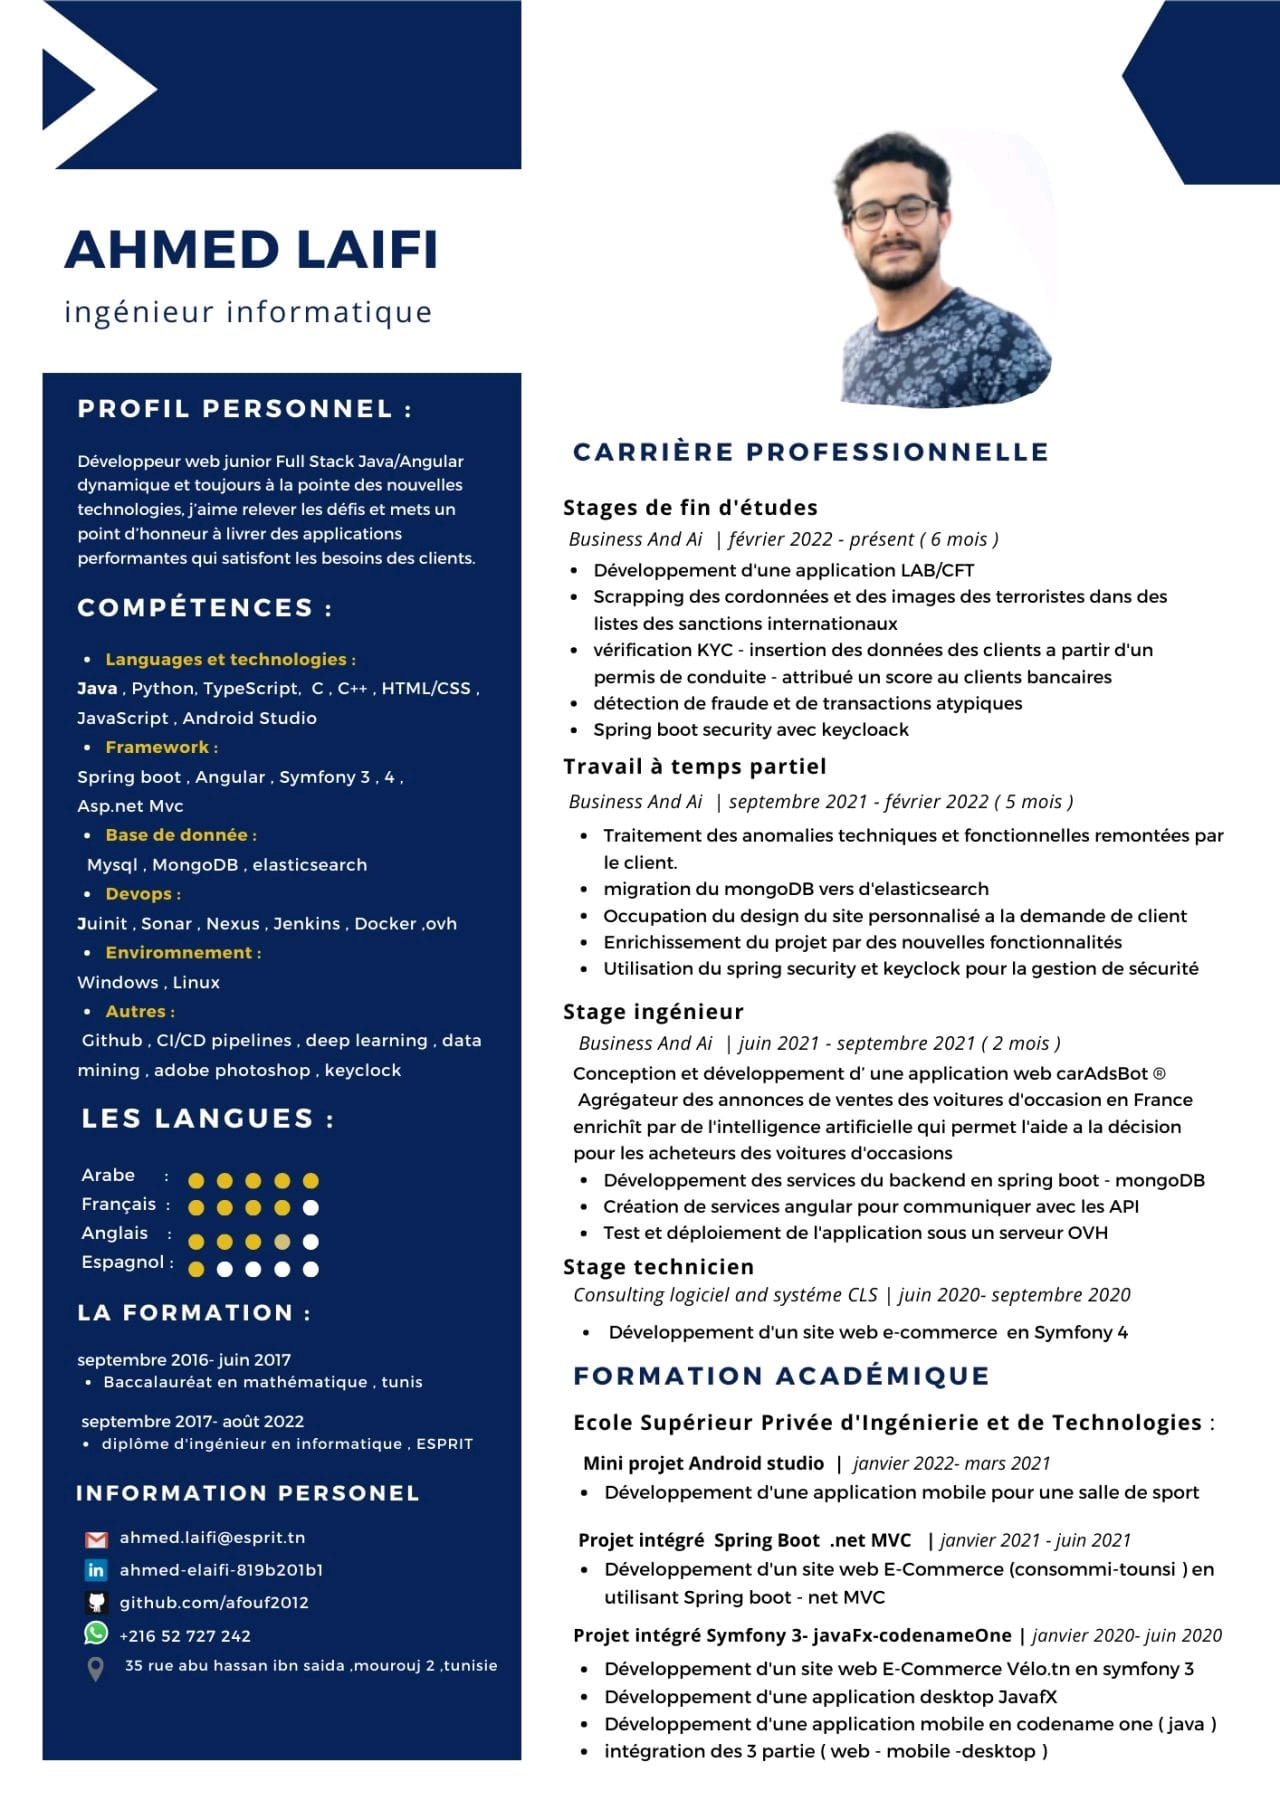 AHMED LAIFI
ingénieur informatique
PROFIL PERSONNEL :
Développeur web junior Full Stack Java/Angular
dynamique et toujours à la pointe des nouvelles
technologies, j'aime relever les défis et mets un
point d'honneur à livrer des applications
performantes qui satisfont les besoins des clients.
COMPÉTENCES :
• Languages et technologies :
Java , Python, TypeScript, C , C++ , HTML/CSS ,
JavaScript , Android Studio
• Framework :
Spring boot , Angular , Symfony 3 , 4 ,
Asp.net Mvc
• Base de donnée :
Mysql , MongoDB , elasticsearch
• Devops :
Juinit , Sonar , Nexus , Jenkins , Docker ,ovh
• Enviromnement :
Windows , Linux
• Autres :
Github , CI/CD pipelines , deep learning , data
mining , adobe photoshop , keyclock
LES LANGUES :
Arabe :
Français :
Anglais :
Espagnol :
LA FORMATION :
septembre 2016- juin 2017
• Baccalauréat en mathématique , tunis
septembre 2017- août 2022
• diplôme d'ingénieur en informatique , ESPRIT
INFORMATION PERSONEL
ahmed.laifi@esprit.tn
in ahmed-elaifi-819b201b1
github.com/afouf2012
+216 52 727 242
35 rue abu hassan ibn saida ,mourouj 2 ,tunisie
CARRIÈRE PROFESSIONNELLE
Stages de fin d'études
Business And Ai | février 2022 - présent ( 6 mois )
• Développement d'une application LAB/CFT
• Scrapping des cordonnées et des images des terroristes dans des
listes des sanctions internationaux
• vérification KYC - insertion des données des clients a partir d'un
permis de conduite - attribué un score au clients bancaires
• détection de fraude et de transactions atypiques
• Spring boot security avec keycloack
Travail à temps partiel
Business And Ai | septembre 2021 - février 2022 ( 5 mois )
• Traitement des anomalies techniques et fonctionnelles remontées par
le client.
• migration du mongoDB vers d'elasticsearch
• Occupation du design du site personnalisé a la demande de client
• Enrichissement du projet par des nouvelles fonctionnalités
• Utilisation du spring security et keyclock pour la gestion de sécurité
Stage ingénieur
Business And Ai | juin 2021 - septembre 2021 ( 2 mois )
Conception et développement d' une application web carAdsBot ®
Agrégateur des annonces de ventes des voitures d'occasion en France
enrichît par de l'intelligence artificielle qui permet l'aide a la décision
pour les acheteurs des voitures d'occasions
• Développement des services du backend en spring boot - mongoDB
• Création de services angular pour communiquer avec les API
• Test et déploiement de l'application sous un serveur OVH
Stage technicien
Consulting logiciel and systéme CLS | juin 2020- septembre 2020
• Développement d'un site web e-commerce en Symfony 4
FORMATION ACADÉMIQUE
Ecole Supérieur Privée d'Ingénierie et de Technologies :
Mini projet Android studio | janvier 2022- mars 2021
• Développement d'une application mobile pour une salle de sport
Projet intégré Spring Boot .net MVC | janvier 2021 - juin 2021
• Développement d'un site web E-Commerce (consommi-tounsi ) en
utilisant Spring boot - net MVC
Projet intégré Symfony 3- javaFx-codenameOne | janvier 2020- juin 2020
• Développement d'un site web E-Commerce Vélo.tn en symfony 3
• Développement d'une application desktop JavafX
• Développement d'une application mobile en codename one ( java )
• intégration des 3 partie ( web - mobile -desktop )